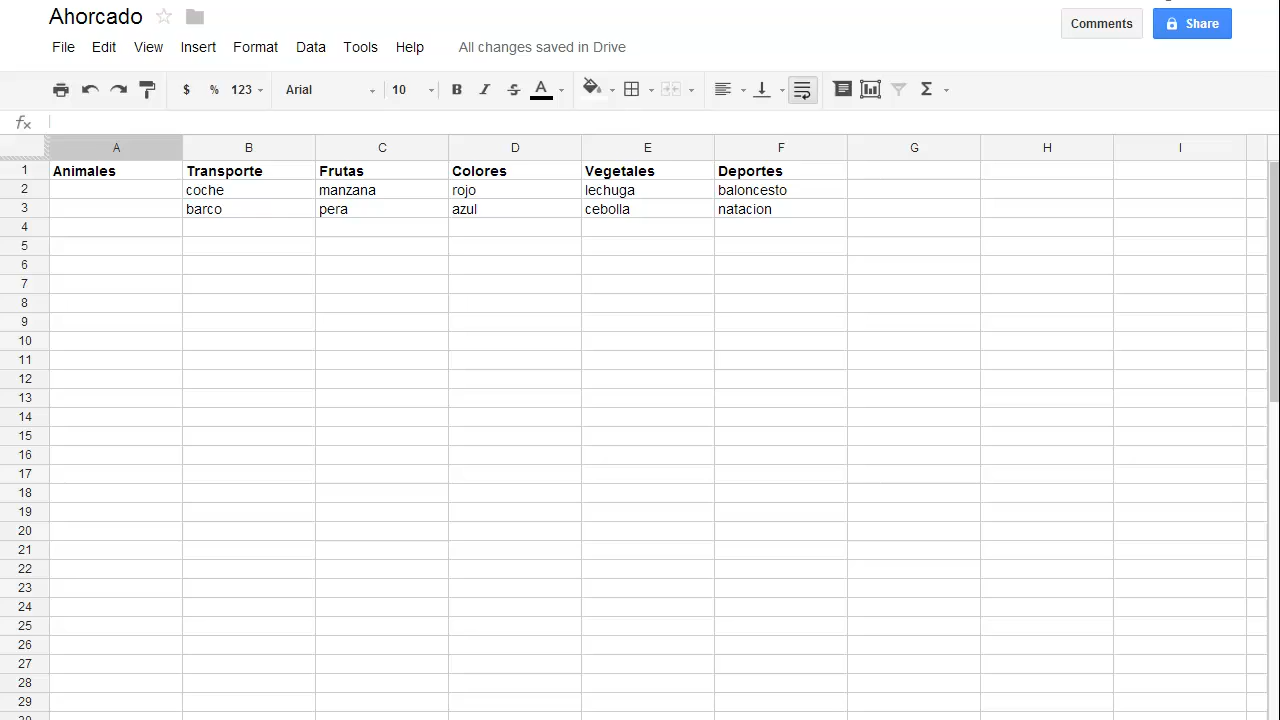 Ahorcado
File Edit View Insert Format Data Tools Help All changes saved in Drive
Comments Share
$ % 123 Arial 10 B I S A Σ
fx
A B C D E F G H I
1 Animales Transporte Frutas Colores Vegetales Deportes
2 coche manzana rojo lechuga baloncesto
3 barco pera azul cebolla natacion
4
5
6
7
8
9
10
11
12
13
14
15
16
17
18
19
20
21
22
23
24
25
26
27
28
29